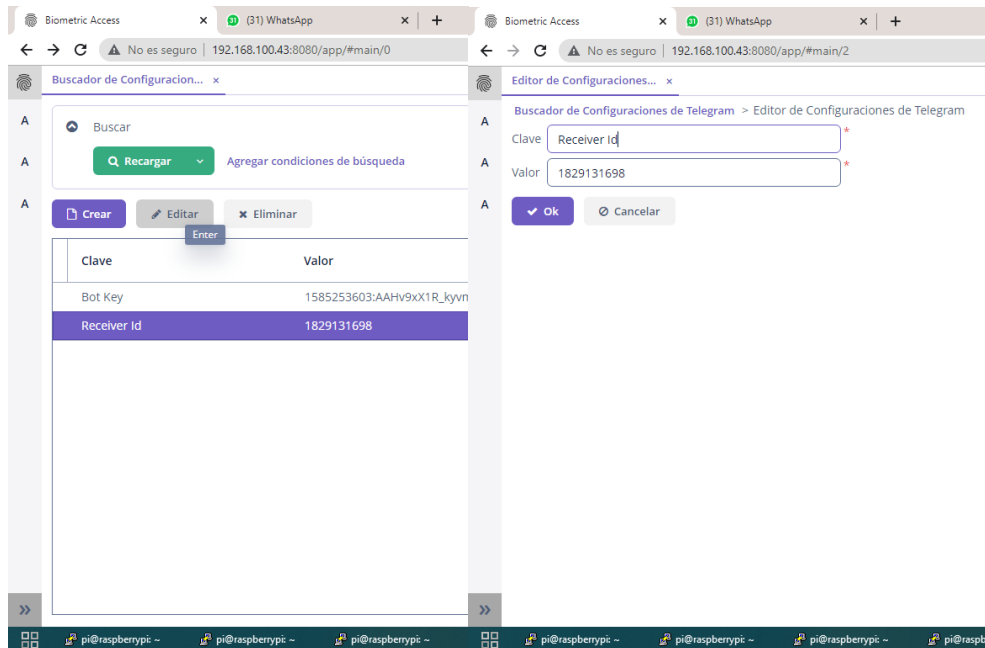 Biometric Access
(31) WhatsApp
No es seguro | 192.168.100.43:8080/app/#main/0
Buscador de Configuracion...
A
A
A
Buscar
Recargar
Agregar condiciones de búsqueda
Crear
Editar
Eliminar
Enter
Clave Valor
Bot Key 1585253603:AAHv9xX1R_kyvn
Receiver Id 1829131698
pi@raspberrypi: ~ pi@raspberrypi: ~ pi@raspberrypi: ~
Biometric Access
(31) WhatsApp
No es seguro | 192.168.100.43:8080/app/#main/2
Editor de Configuraciones...
A
A
A
Buscador de Configuraciones de Telegram > Editor de Configuraciones de Telegram
Clave Receiver Id *
Valor 1829131698 *
Ok Cancelar
pi@raspberrypi: ~ pi@raspberrypi: ~ pi@raspberrypi: ~ pi@raspb